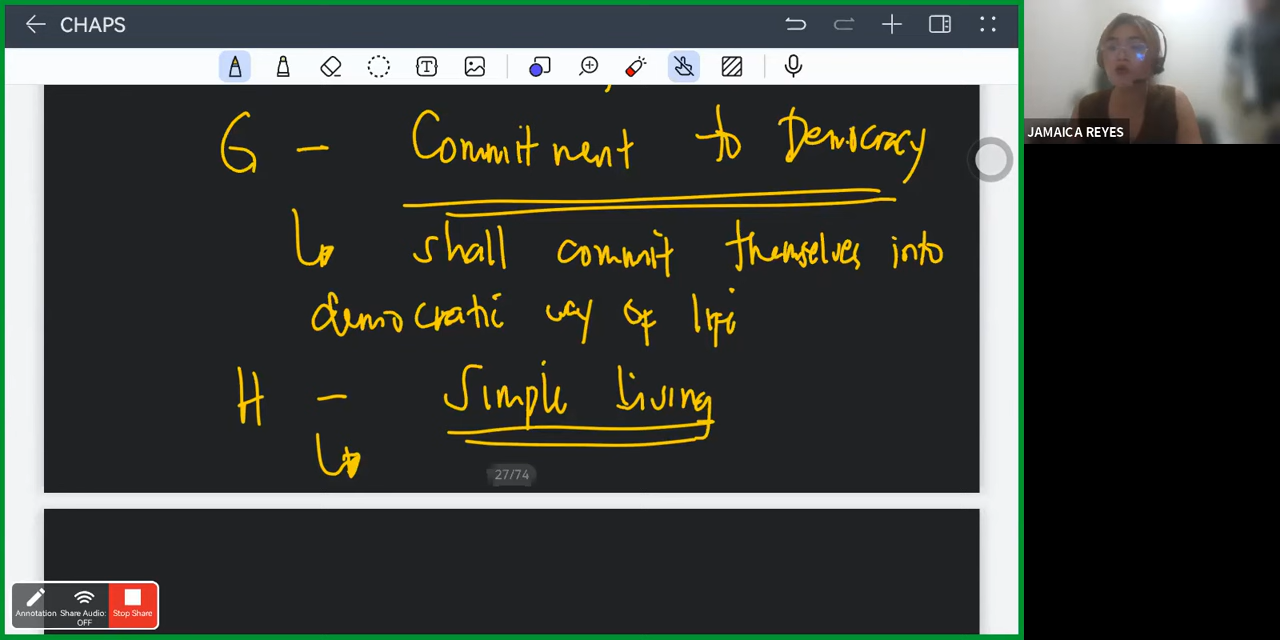 CHAPS
JAMAICA REYES
G - Commitment to Democracy
↳ shall commit themselves into
democratic way of life
H - Simple living
↳
27/74
Annotation Share Audio: OFF Stop Share